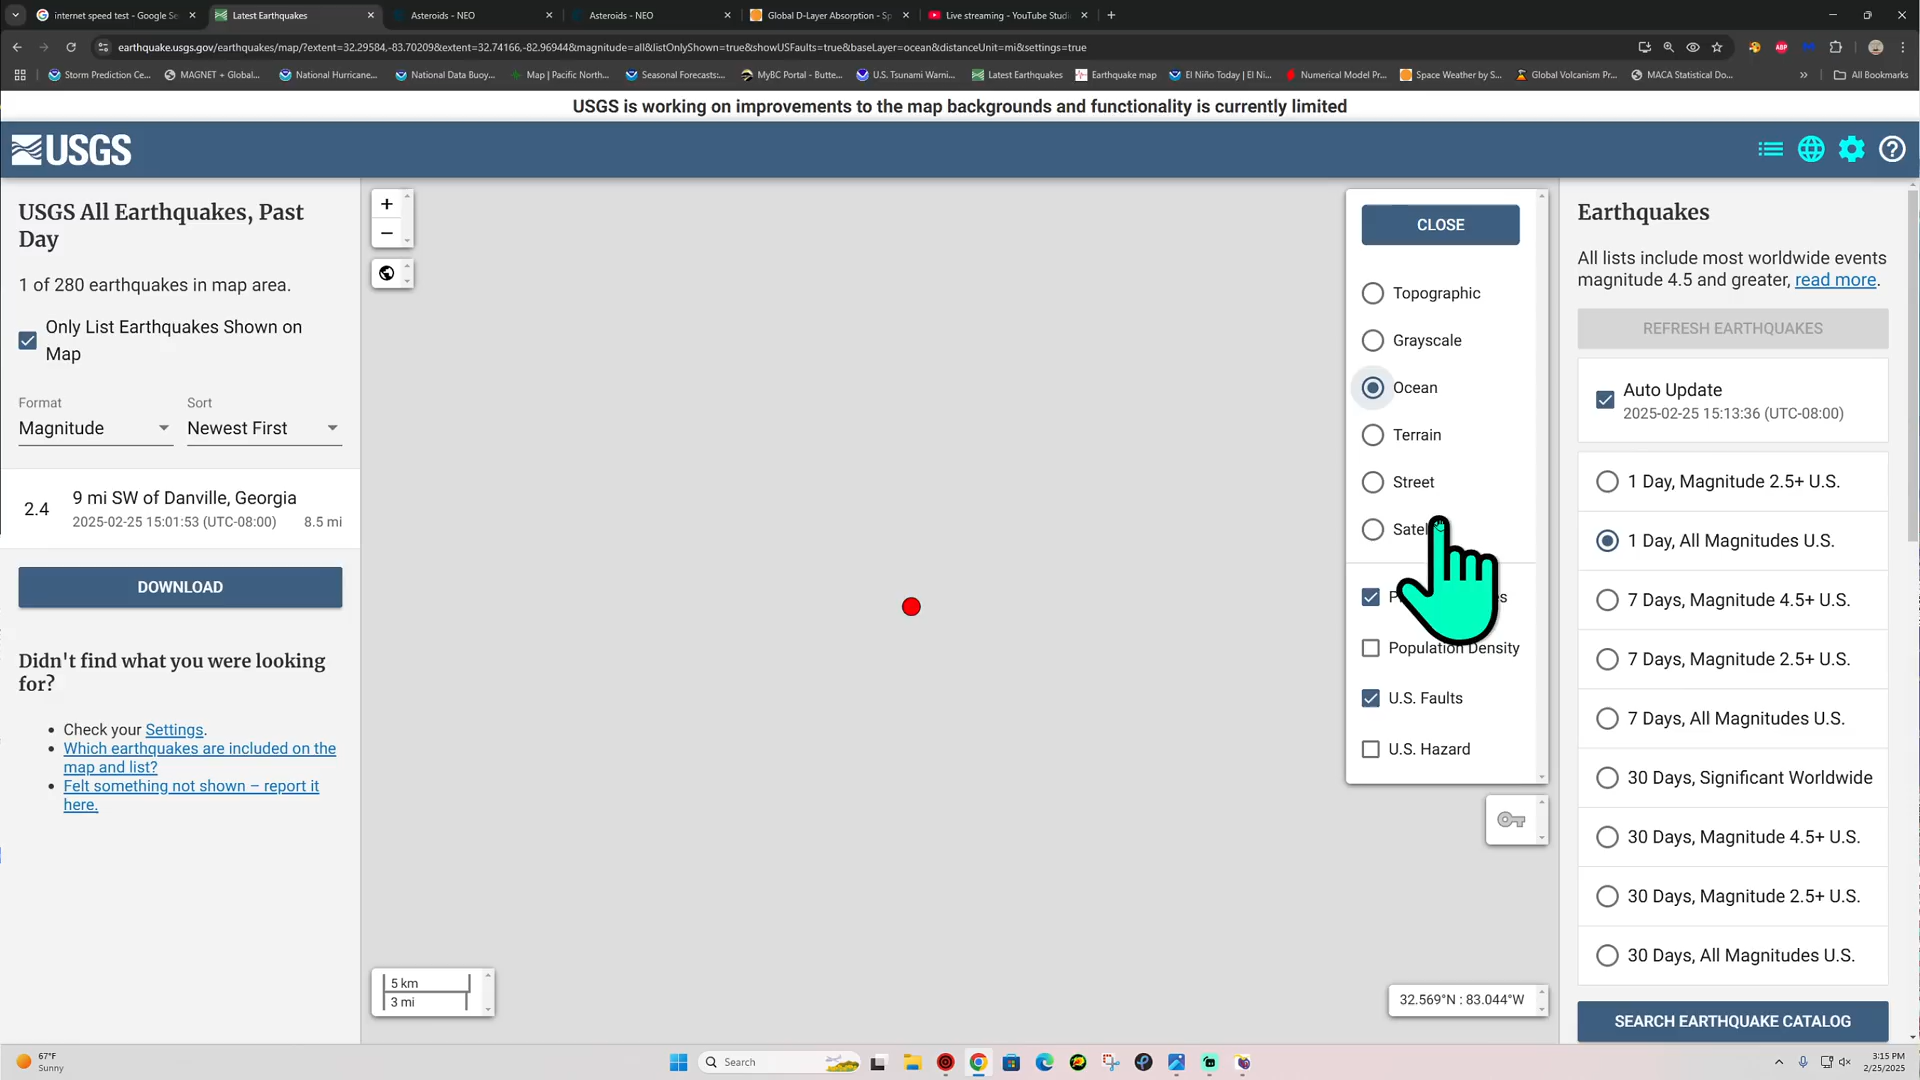 internet speed test - Google Se
Latest Earthquakes
Asteroids - NEO
Asteroids - NEO
Global D-Layer Absorption - Sp
Live streaming - YouTube Studi
earthquake.usgs.gov/earthquakes/map/?extent=32.29584,-83.70209&extent=32.74166,-82.96944&magnitude=all&listOnlyShown=true&showUSFaults=true&baseLayer=ocean&distanceUnit=mi&settings=true
Storm Prediction Ce...
MAGNET + Global...
National Hurricane...
National Data Buoy...
Map | Pacific North...
Seasonal Forecasts:...
MyBC Portal - Butte...
U.S. Tsunami Warni...
Latest Earthquakes
Earthquake map
El Niño Today | El Ni...
Numerical Model Pr...
Space Weather by S...
Global Volcanism Pr...
MACA Statistical Do...
All Bookmarks
USGS is working on improvements to the map backgrounds and functionality is currently limited
USGS
USGS All Earthquakes, Past
Day
1 of 280 earthquakes in map area.
Only List Earthquakes Shown on
Map
Format
Sort
Magnitude
Newest First
2.4
9 mi SW of Danville, Georgia
2025-02-25 15:01:53 (UTC-08:00)
8.5 mi
DOWNLOAD
Didn't find what you were looking
for?
• Check your Settings.
• Which earthquakes are included on the
map and list?
• Felt something not shown – report it
here.
+
−
5 km
3 mi
CLOSE
Topographic
Grayscale
Ocean
Terrain
Street
Population Density
U.S. Faults
U.S. Hazard
32.569°N : 83.044°W
Earthquakes
All lists include most worldwide events
magnitude 4.5 and greater, read more.
REFRESH EARTHQUAKES
Auto Update
2025-02-25 15:13:36 (UTC-08:00)
1 Day, Magnitude 2.5+ U.S.
1 Day, All Magnitudes U.S.
7 Days, Magnitude 4.5+ U.S.
7 Days, Magnitude 2.5+ U.S.
7 Days, All Magnitudes U.S.
30 Days, Significant Worldwide
30 Days, Magnitude 4.5+ U.S.
30 Days, Magnitude 2.5+ U.S.
30 Days, All Magnitudes U.S.
SEARCH EARTHQUAKE CATALOG
67°F
Sunny
Search
3:15 PM
2/25/2025